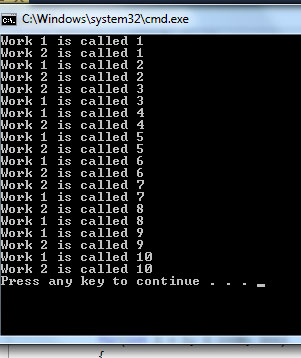 C:\Windows\system32\cmd.exe
Work 1 is called 1
Work 2 is called 1
Work 1 is called 2
Work 2 is called 2
Work 2 is called 3
Work 1 is called 3
Work 1 is called 4
Work 2 is called 4
Work 1 is called 5
Work 2 is called 5
Work 1 is called 6
Work 2 is called 6
Work 2 is called 7
Work 1 is called 7
Work 2 is called 8
Work 1 is called 8
Work 1 is called 9
Work 2 is called 9
Work 1 is called 10
Work 2 is called 10
Press any key to continue . . . _
{